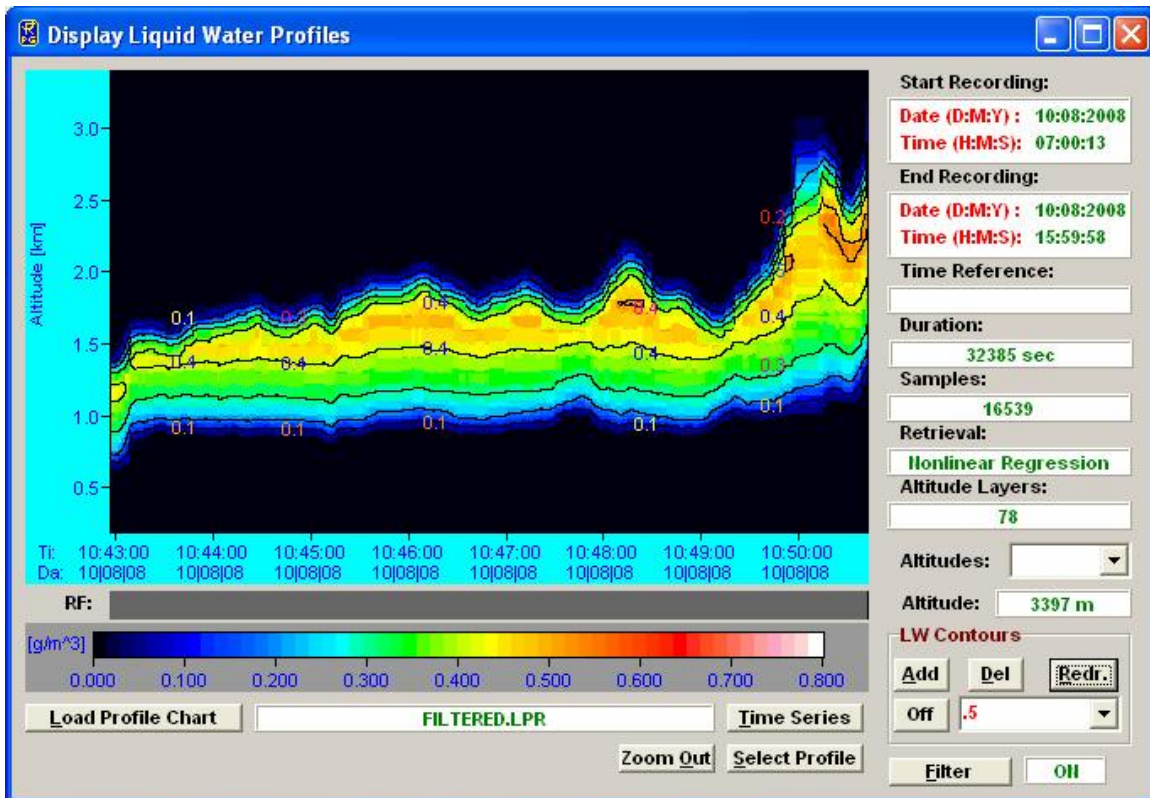 Display Liquid Water Profiles
Start Recording:
Date (D:M:Y) : 10:08:2008
Time (H:M:S): 07:00:13
End Recording:
Date (D:M:Y) : 10:08:2008
Time (H:M:S): 15:59:58
Time Reference:
Duration:
32385 sec
Samples:
16539
Retrieval:
Nonlinear Regression
Altitude Layers:
78
Altitudes:
Altitude: 3397 m
LW Contours
Add Del Redr.
Off .5
Filter ON
Altitude [km]
3.0
2.5
2.0
1.5
1.0
0.5
0.2
0.1 0.4 0.4 0.4
0.4 0.4 0.4 0.4 0.3
0.1 0.1 0.1 0.1 0.1
Ti: 10:43:00 10:44:00 10:45:00 10:46:00 10:47:00 10:48:00 10:49:00 10:50:00
Da: 10|08|08 10|08|08 10|08|08 10|08|08 10|08|08 10|08|08 10|08|08 10|08|08
RF:
[g/m^3]
0.000 0.100 0.200 0.300 0.400 0.500 0.600 0.700 0.800
Load Profile Chart FILTERED.LPR Time Series
Zoom Out Select Profile